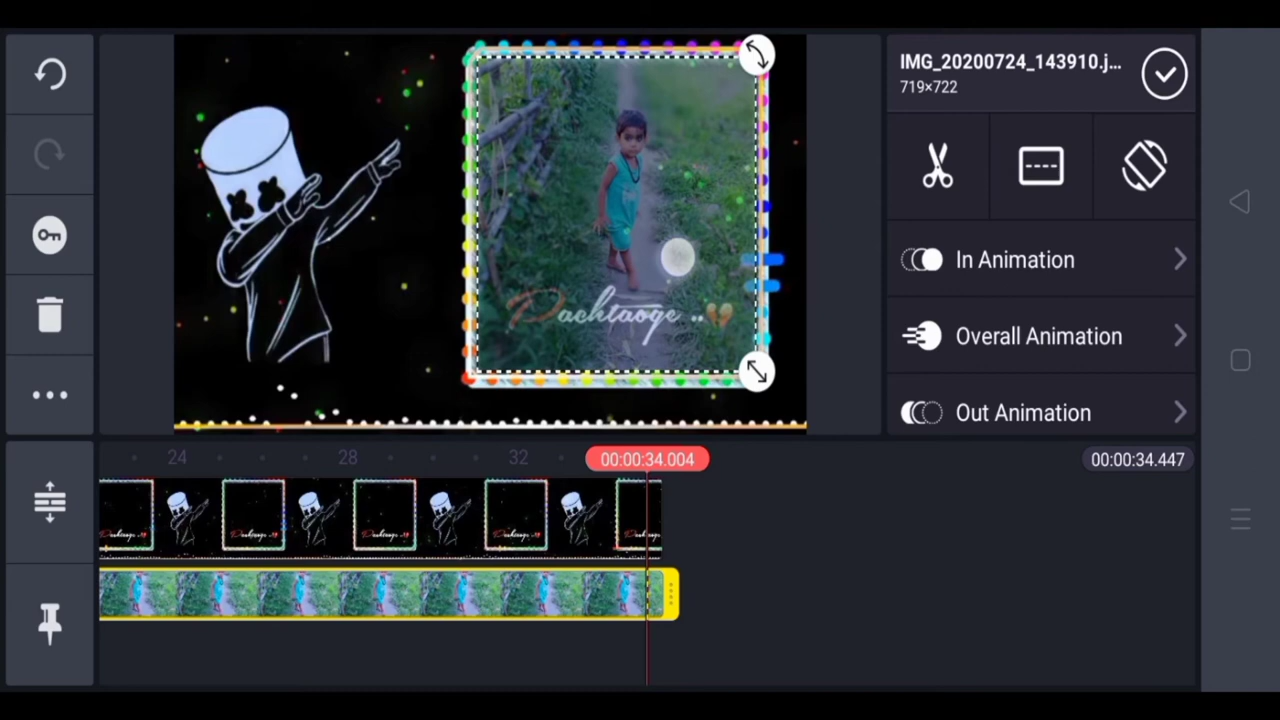 IMG_20200724_143910.j...
719×722
In Animation
Overall Animation
Out Animation
Pachtaoge ..💔
24
28
32
00:00:34.004
00:00:34.447